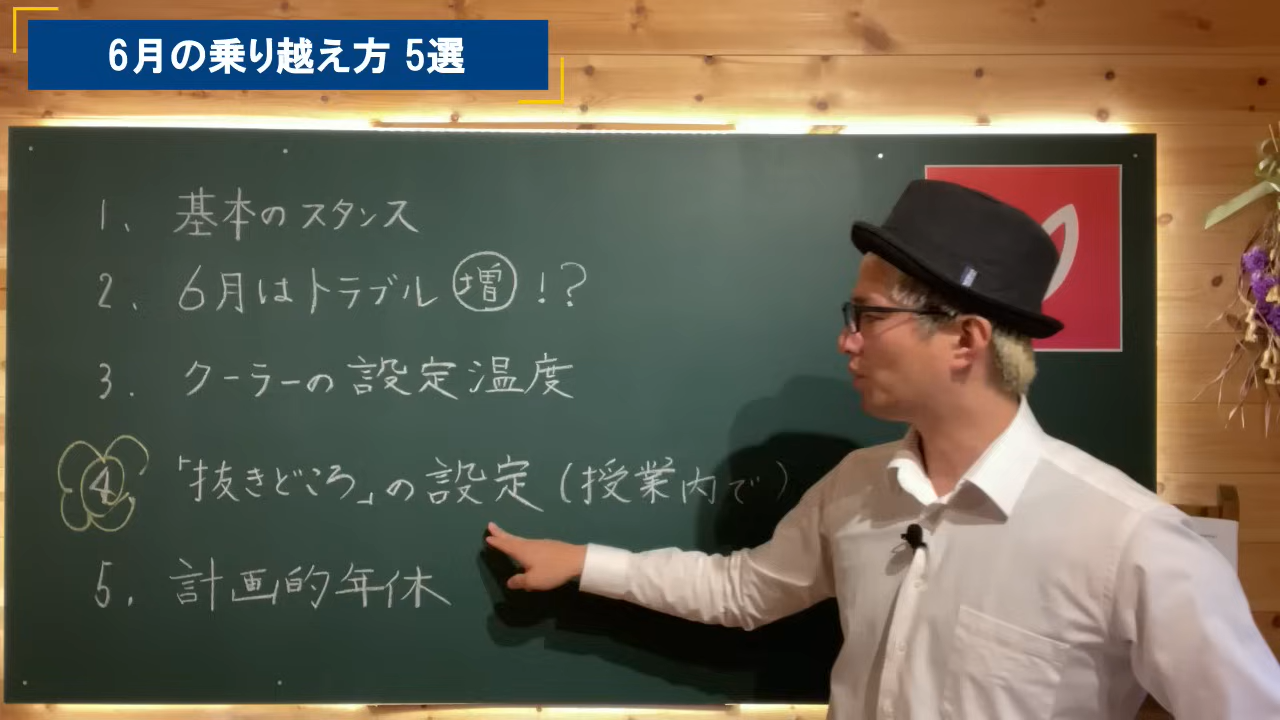 6月の乗り越え方 5選
1. 基本のスタンス
2. 6月はトラブル増!?
3. クーラーの設定温度
4 「抜きどころ」の設定(授業内で)
5. 計画的年休